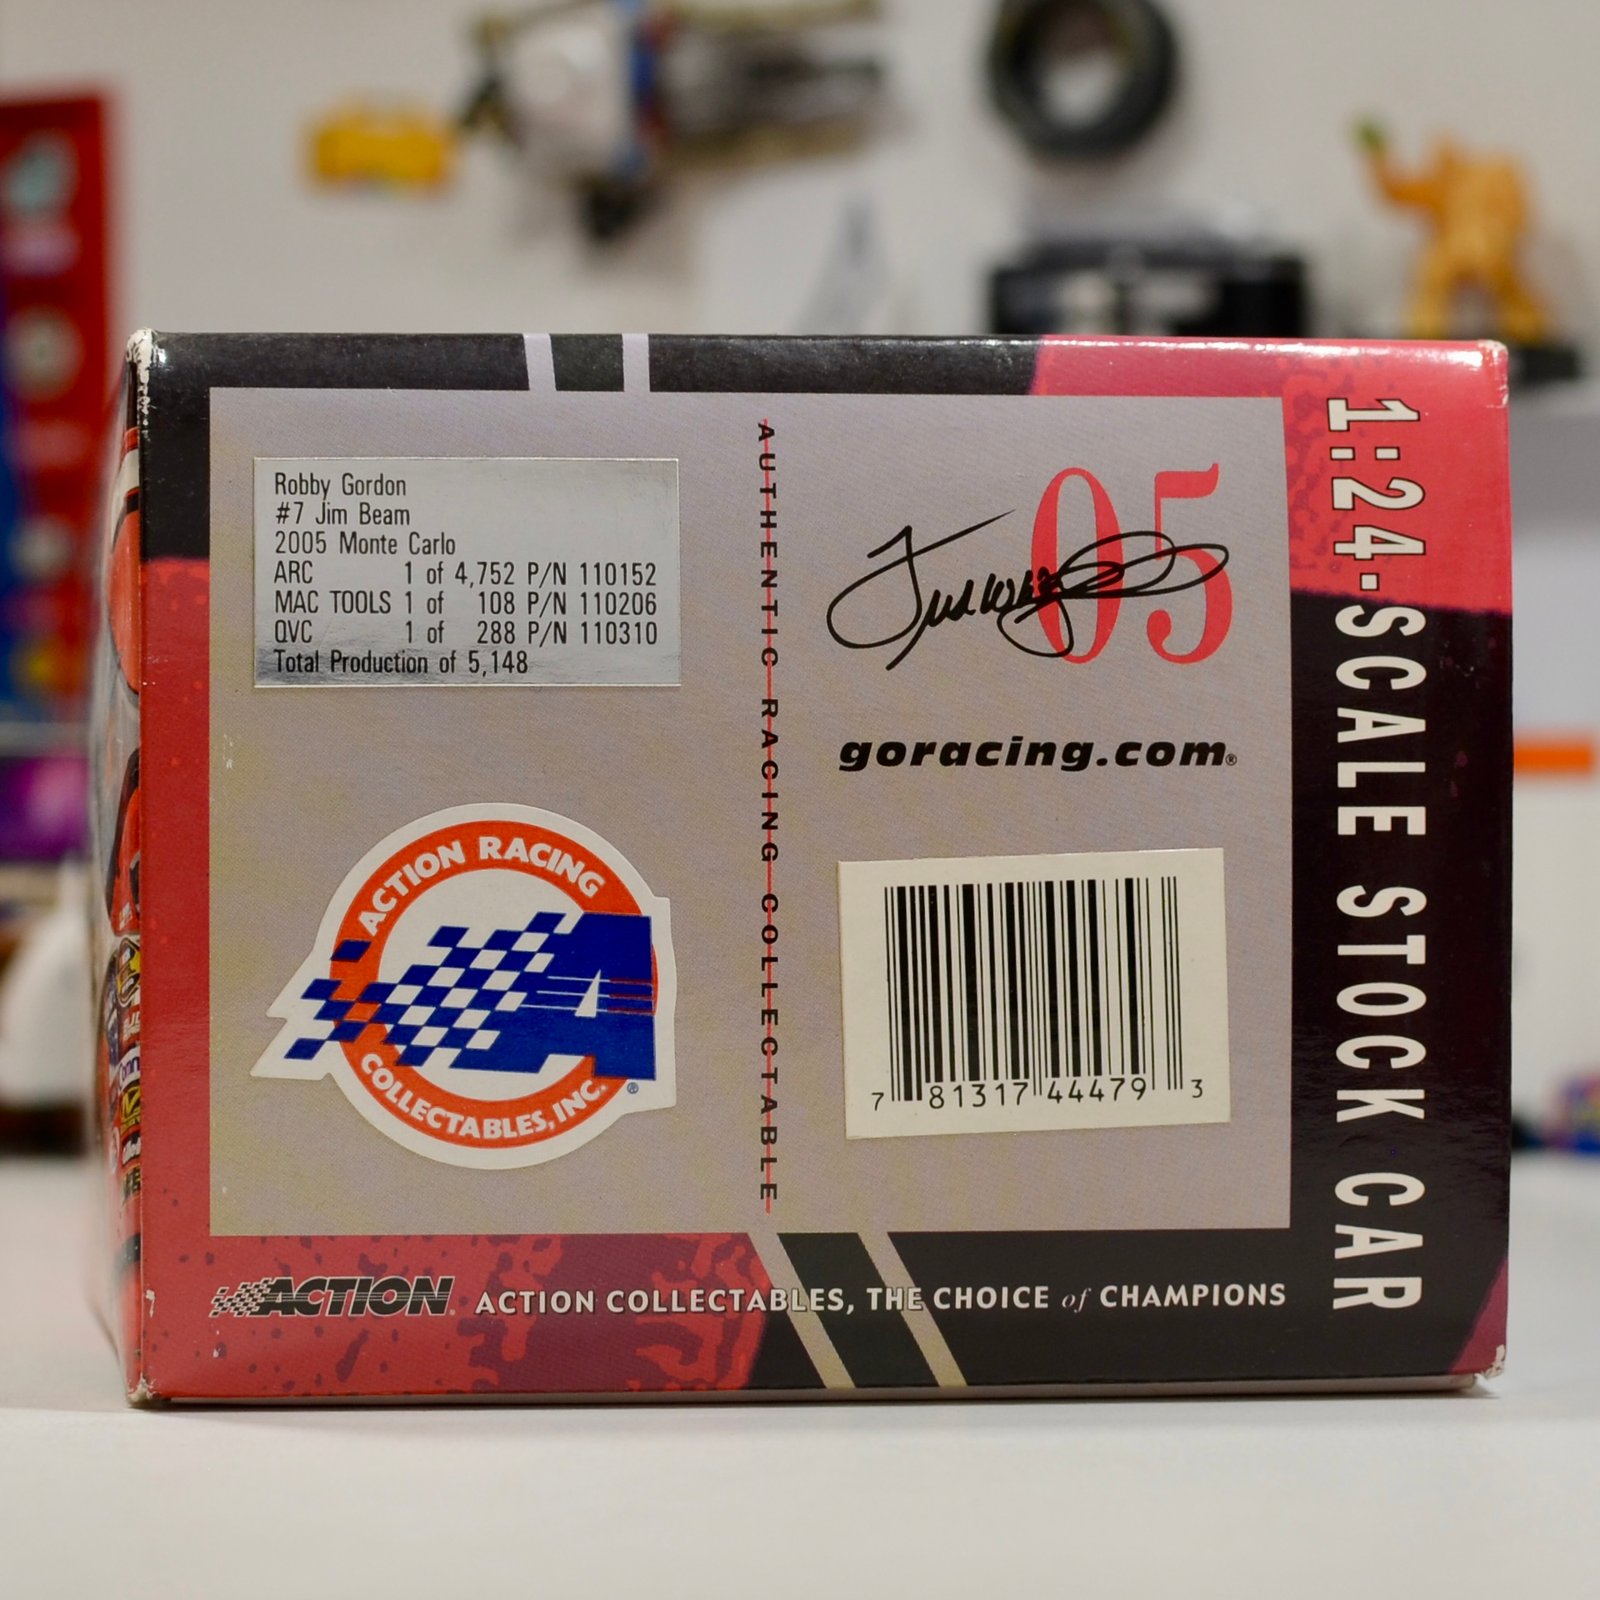 Robby Gordon
#7 Jim Beam
2005 Monte Carlo
ARC 1 of 4,752 P/N 110152
MAC TOOLS 1 of 108 P/N 110206
QVC 1 of 288 P/N 110310
Total Production of 5,148
ACTION RACING
COLLECTABLES, INC.®
AUTHENTIC RACING COLLECTABLE
05
goracing.com®
7 81317 44479 3
1:24-SCALE STOCK CAR
ACTION
ACTION COLLECTABLES, THE CHOICE of CHAMPIONS